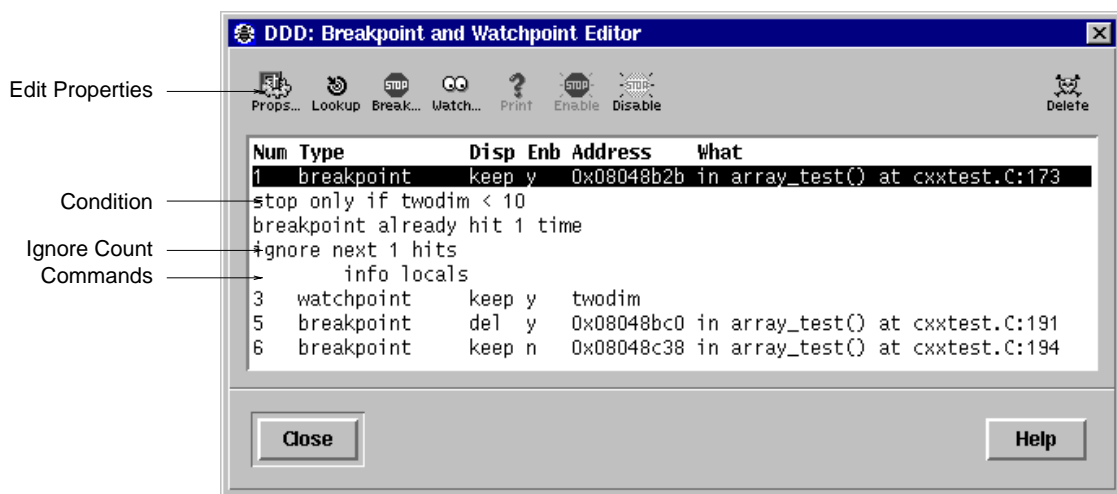 DDD: Breakpoint and Watchpoint Editor
Edit Properties
Props... Lookup Break... Watch... Print Enable Disable Delete
Num Type Disp Enb Address What
1 breakpoint keep y 0x08048b2b in array_test() at cxxtest.C:173
Condition
stop only if twodim < 10
breakpoint already hit 1 time
Ignore Count
ignore next 1 hits
Commands
info locals
3 watchpoint keep y twodim
5 breakpoint del y 0x08048bc0 in array_test() at cxxtest.C:191
6 breakpoint keep n 0x08048c38 in array_test() at cxxtest.C:194
Close Help